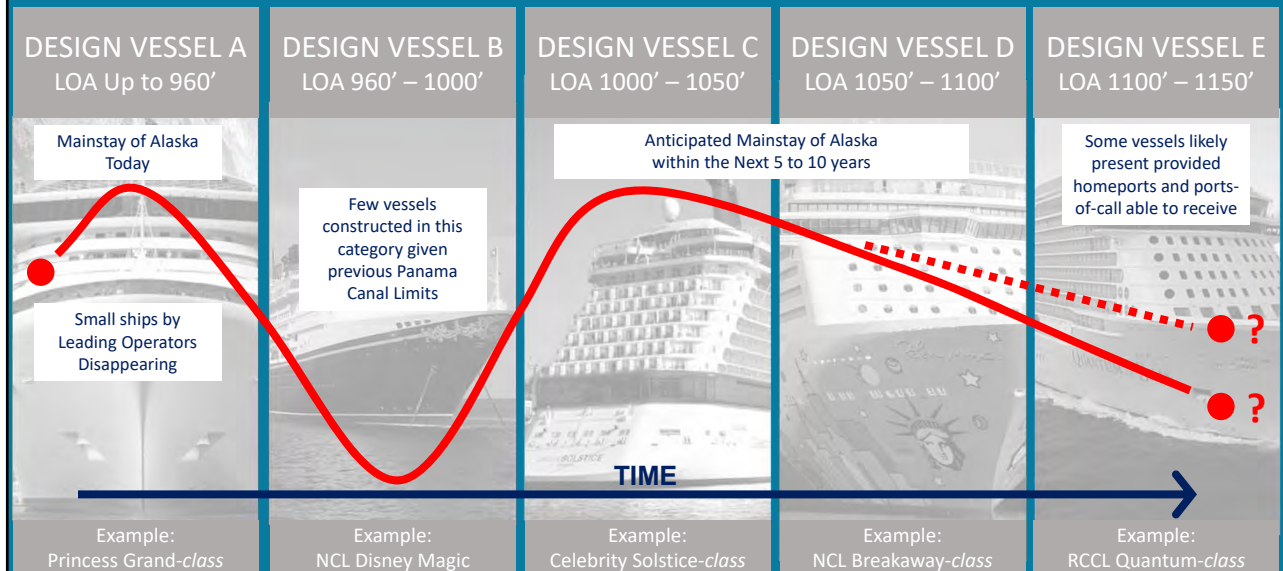 DESIGN VESSEL A
LOA Up to 960’
DESIGN VESSEL B
LOA 960’ – 1000’
DESIGN VESSEL C
LOA 1000’ – 1050’
DESIGN VESSEL D
LOA 1050’ – 1100’
DESIGN VESSEL E
LOA 1100’ – 1150’
Mainstay of Alaska
Today
Small ships by
Leading Operators
Disappearing
Few vessels
constructed in this
category given
previous Panama
Canal Limits
Anticipated Mainstay of Alaska
within the Next 5 to 10 years
Some vessels likely
present provided
homeports and ports-
of-call able to receive
?
?
SOLSTICE
TIME
Example:
Princess Grand-class
Example:
NCL Disney Magic
Example:
Celebrity Solstice-class
Example:
NCL Breakaway-class
Example:
RCCL Quantum-class